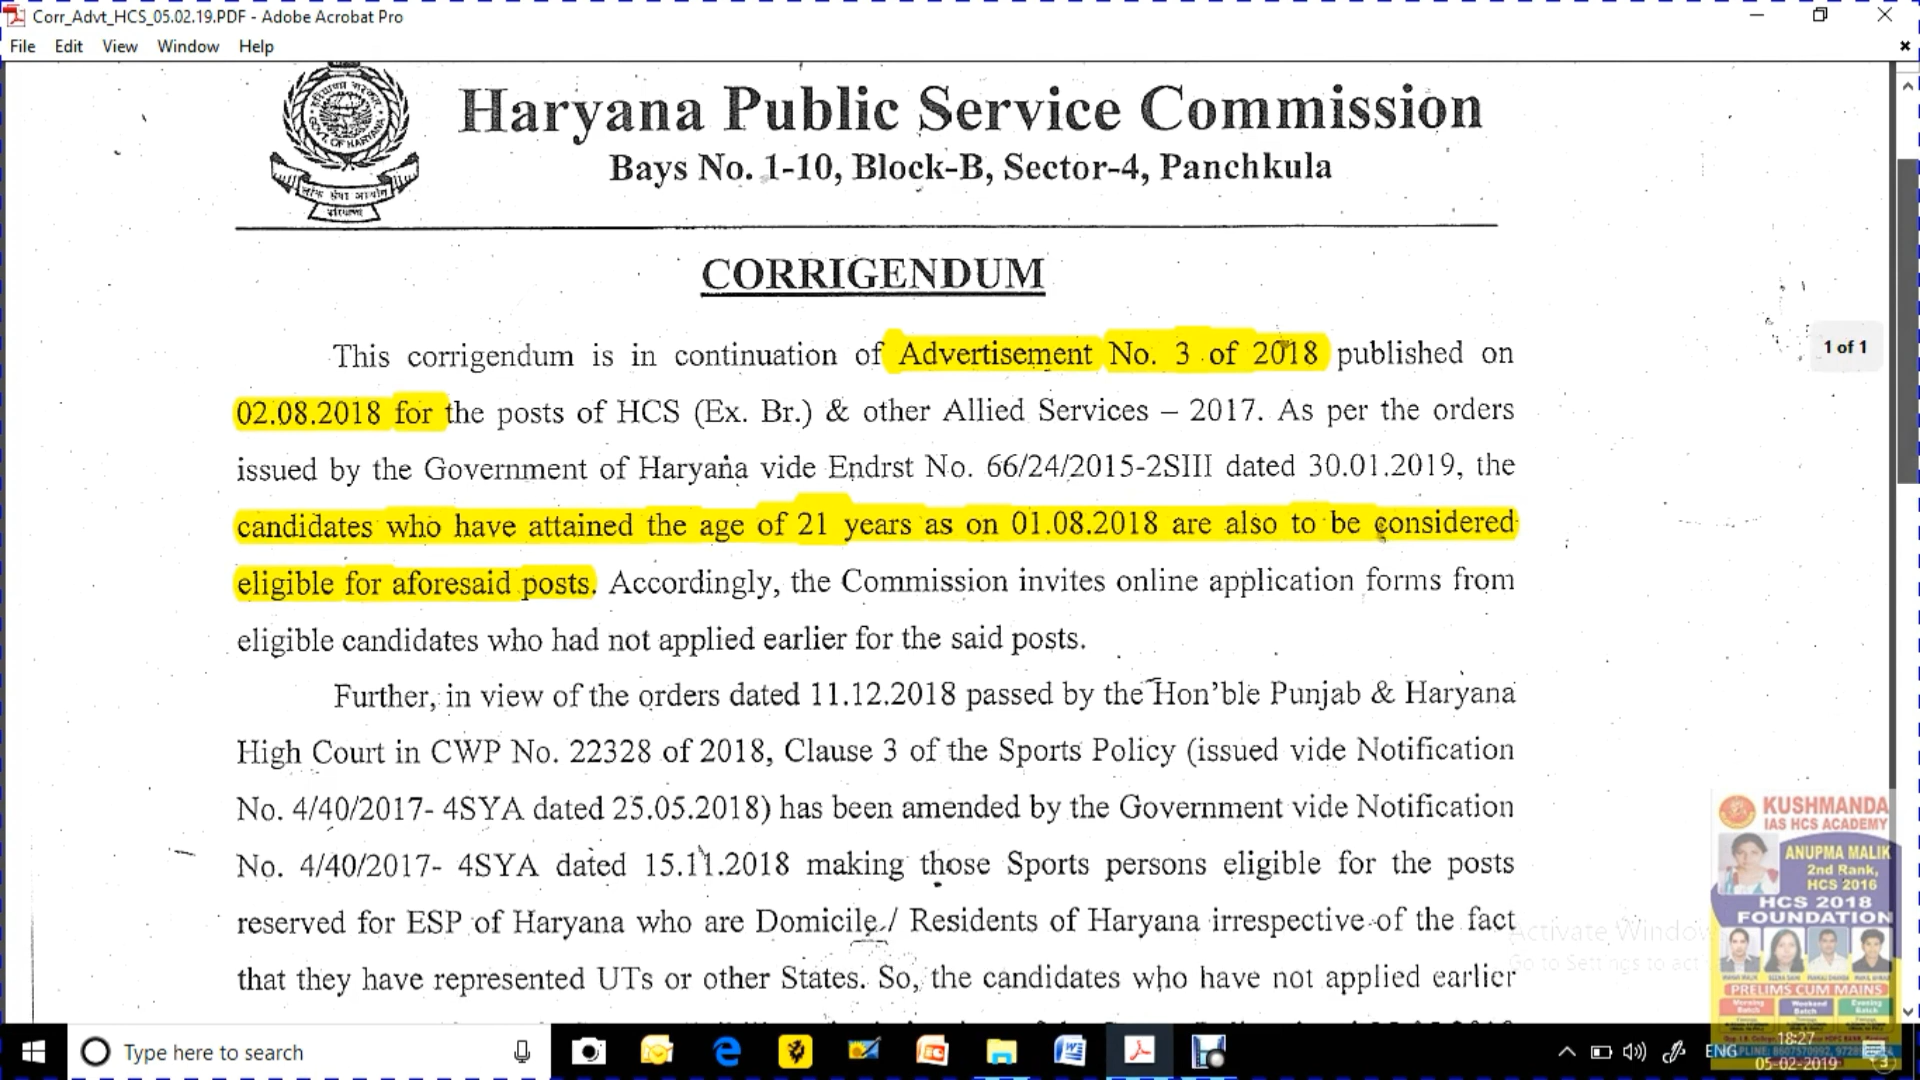 Corr_Advt_HCS_05.02.19.PDF - Adobe Acrobat Pro
File Edit View Window Help
Haryana Public Service Commission
Bays No. 1-10, Block-B, Sector-4, Panchkula
CORRIGENDUM
This corrigendum is in continuation of Advertisement No. 3 of 2018 published on
02.08.2018 for the posts of HCS (Ex. Br.) & other Allied Services – 2017. As per the orders
issued by the Government of Haryana vide Endrst No. 66/24/2015-2SIII dated 30.01.2019, the
candidates who have attained the age of 21 years as on 01.08.2018 are also to be considered
eligible for aforesaid posts. Accordingly, the Commission invites online application forms from
eligible candidates who had not applied earlier for the said posts.
Further, in view of the orders dated 11.12.2018 passed by the Hon'ble Punjab & Haryana
High Court in CWP No. 22328 of 2018, Clause 3 of the Sports Policy (issued vide Notification
No. 4/40/2017- 4SYA dated 25.05.2018) has been amended by the Government vide Notification
No. 4/40/2017- 4SYA dated 15.11.2018 making those Sports persons eligible for the posts
reserved for ESP of Haryana who are Domicile / Residents of Haryana irrespective of the fact
that they have represented UTs or other States. So, the candidates who have not applied earlier
1 of 1
KUSHMANDA
IAS HCS ACADEMY
ANUPMA MALIK
2nd Rank,
HCS 2016
HCS 2018
FOUNDATION
PRELIMS CUM MAINS
Activate Windows
Go to Settings to act
Type here to search
ENG
18:27
05-02-2019